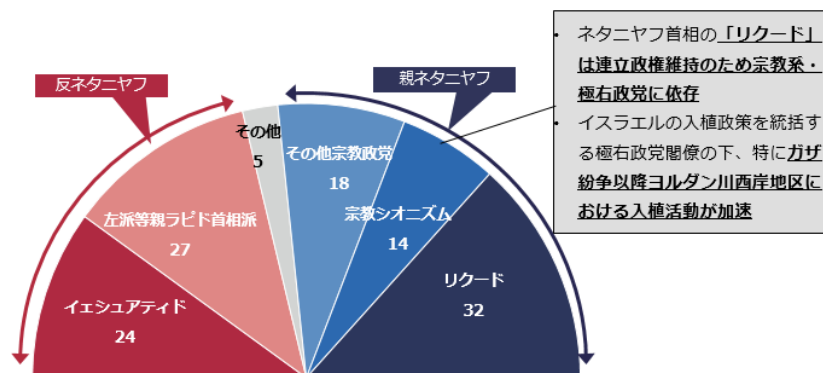 反ネタニヤフ
親ネタニヤフ
その他
5
その他宗教政党
18
宗教シオニズム
14
左派等親ラピド首相派
27
リクード
32
イェシュアティド
24
• ネタニヤフ首相の「リクード」
は連立政権維持のため宗教系・
極右政党に依存
• イスラエルの入植政策を統括す
る極右政党閣僚の下、特にガザ
紛争以降ヨルダン川西岸地区に
おける入植活動が加速